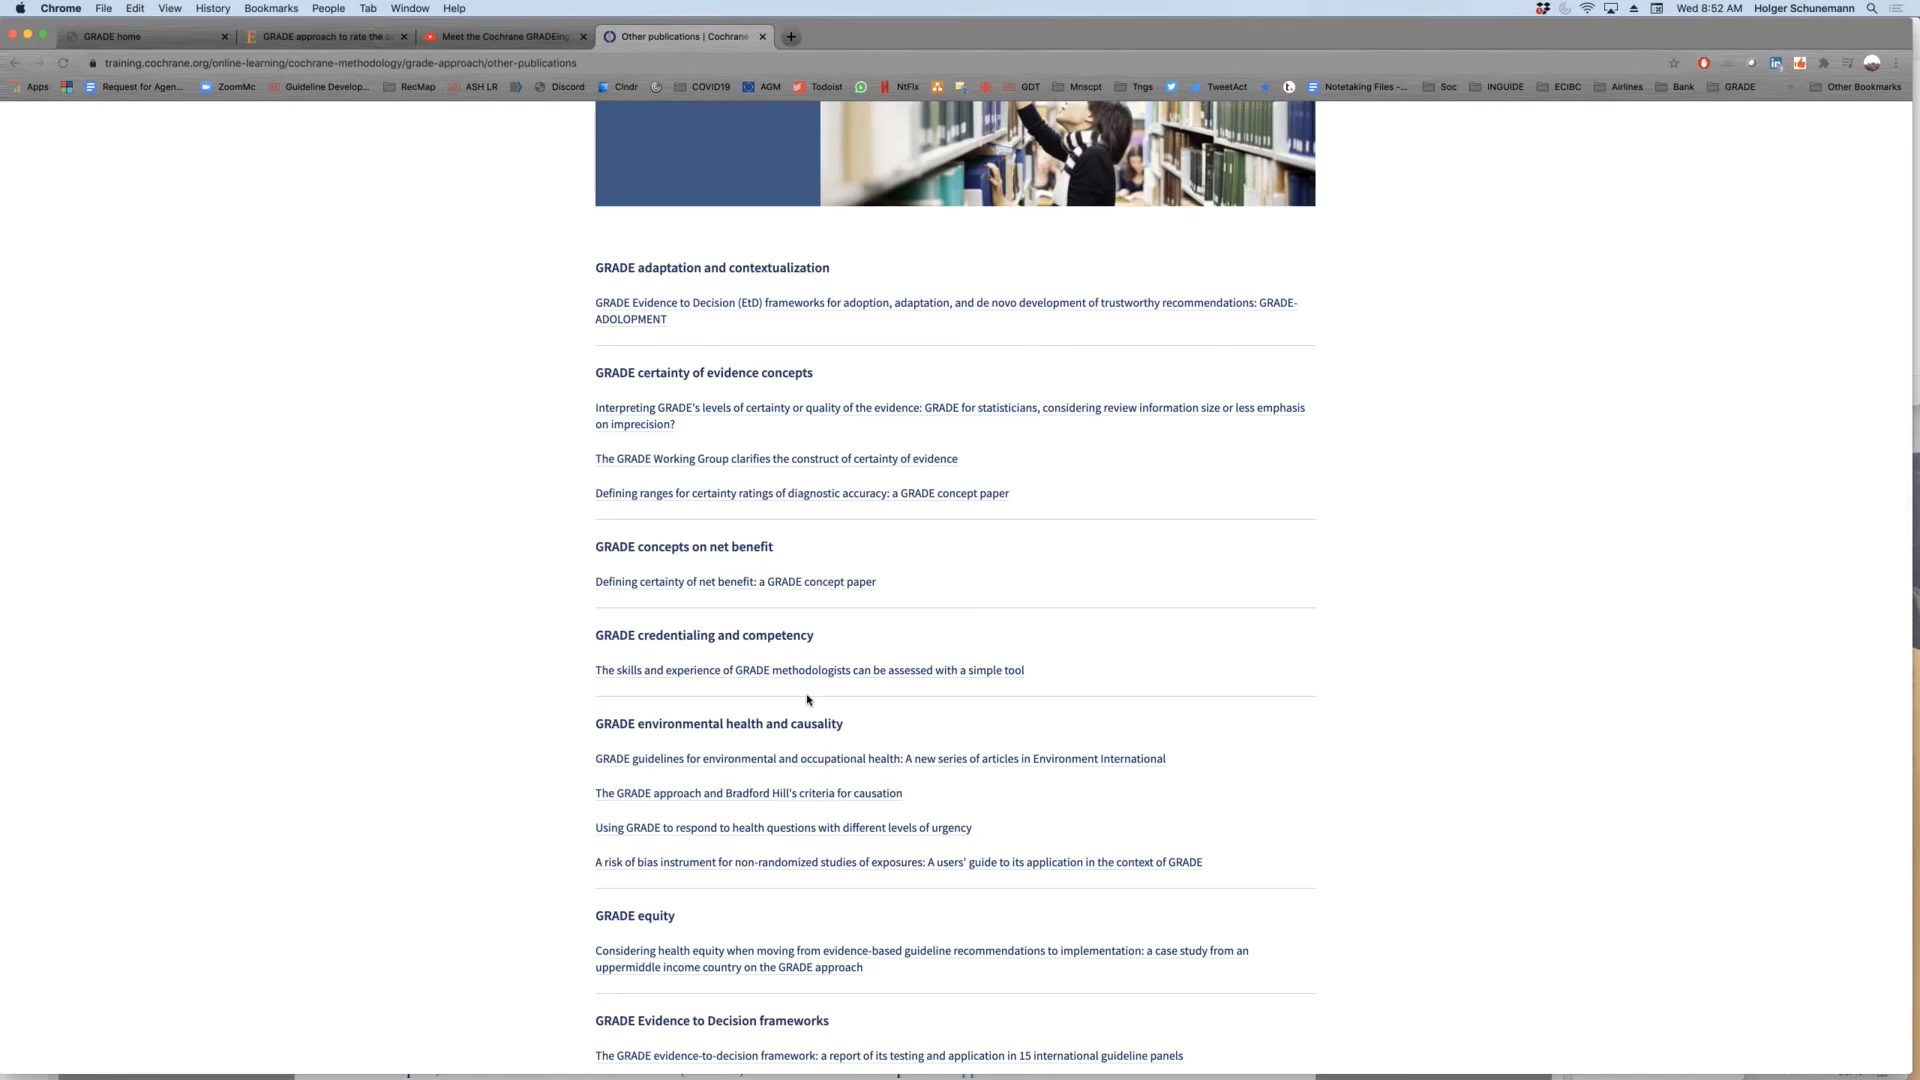 Chrome File Edit View History Bookmarks People Tab Window Help Wed 8:52 AM Holger Schunemann
GRADE home GRADE approach to rate the ce Meet the Cochrane GRADEing Other publications | Cochrane
training.cochrane.org/online-learning/cochrane-methodology/grade-approach/other-publications
Apps Request for Agen... ZoomMc Guideline Develop... RecMap ASH LR Discord Clndr COVID19 AGM Todoist NtFlx GDT Mnscpt Tngs TweetAct Notetaking Files -... Soc INGUIDE ECIBC Airlines Bank GRADE » Other Bookmarks
GRADE adaptation and contextualization
GRADE Evidence to Decision (EtD) frameworks for adoption, adaptation, and de novo development of trustworthy recommendations: GRADE-
ADOLOPMENT
GRADE certainty of evidence concepts
Interpreting GRADE's levels of certainty or quality of the evidence: GRADE for statisticians, considering review information size or less emphasis
on imprecision?
The GRADE Working Group clarifies the construct of certainty of evidence
Defining ranges for certainty ratings of diagnostic accuracy: a GRADE concept paper
GRADE concepts on net benefit
Defining certainty of net benefit: a GRADE concept paper
GRADE credentialing and competency
The skills and experience of GRADE methodologists can be assessed with a simple tool
GRADE environmental health and causality
GRADE guidelines for environmental and occupational health: A new series of articles in Environment International
The GRADE approach and Bradford Hill's criteria for causation
Using GRADE to respond to health questions with different levels of urgency
A risk of bias instrument for non-randomized studies of exposures: A users' guide to its application in the context of GRADE
GRADE equity
Considering health equity when moving from evidence-based guideline recommendations to implementation: a case study from an
uppermiddle income country on the GRADE approach
GRADE Evidence to Decision frameworks
The GRADE evidence-to-decision framework: a report of its testing and application in 15 international guideline panels